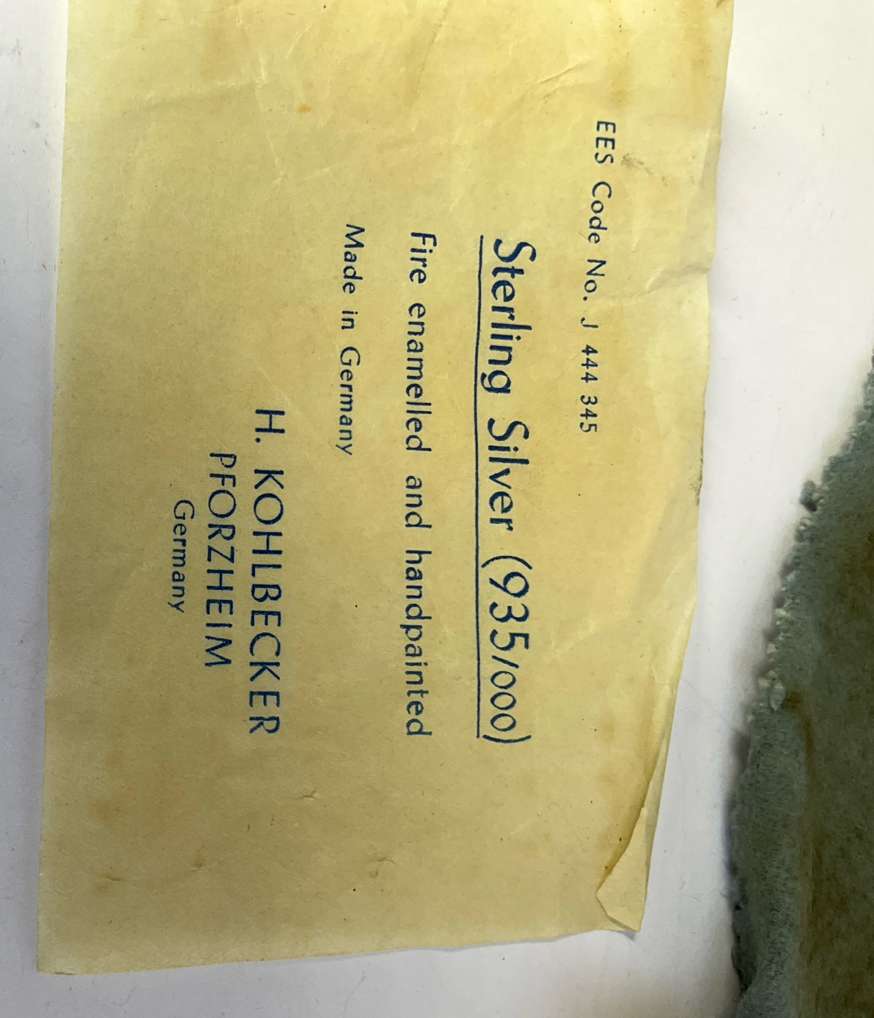 EES Code No. J 444 345
Sterling Silver (935/000)
Fire enamelled and handpainted
Made in Germany
H. KOHLBECKER
PFORZHEIM
Germany